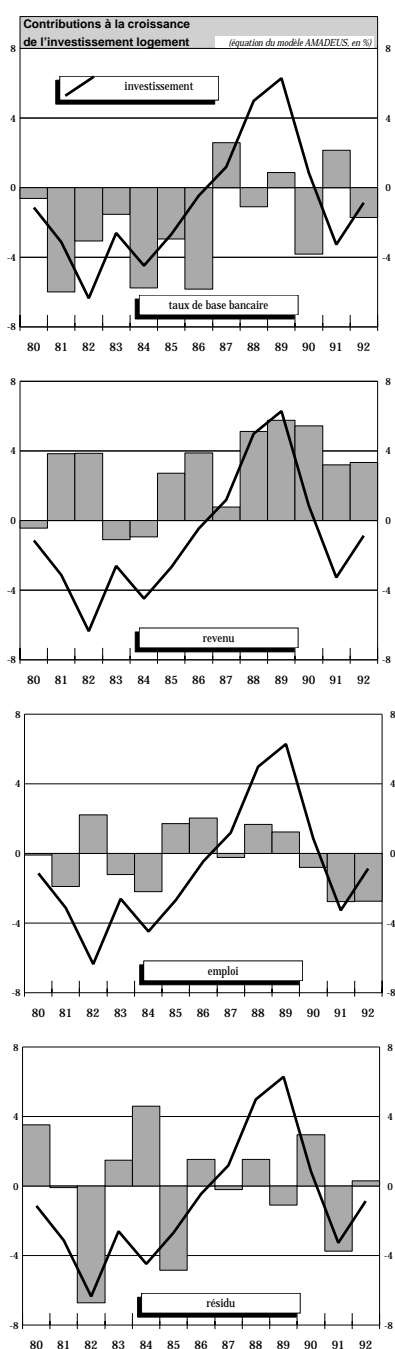 Contributions à la croissance
de l'investissement logement (équation du modèle AMADEUS, en %)
8 8
investissement
4 4
0 0
-4 -4
taux de base bancaire
-8 -8
80 81 82 83 84 85 86 87 88 89 90 91 92
8 8
4 4
0 0
-4 -4
revenu
-8 -8
80 81 82 83 84 85 86 87 88 89 90 91 92
8 8
4 4
0 0
-4 -4
emploi
-8 -8
80 81 82 83 84 85 86 87 88 89 90 91 92
8 8
4 4
0 0
-4 -4
résidu
-8 -8
80 81 82 83 84 85 86 87 88 89 90 91 92